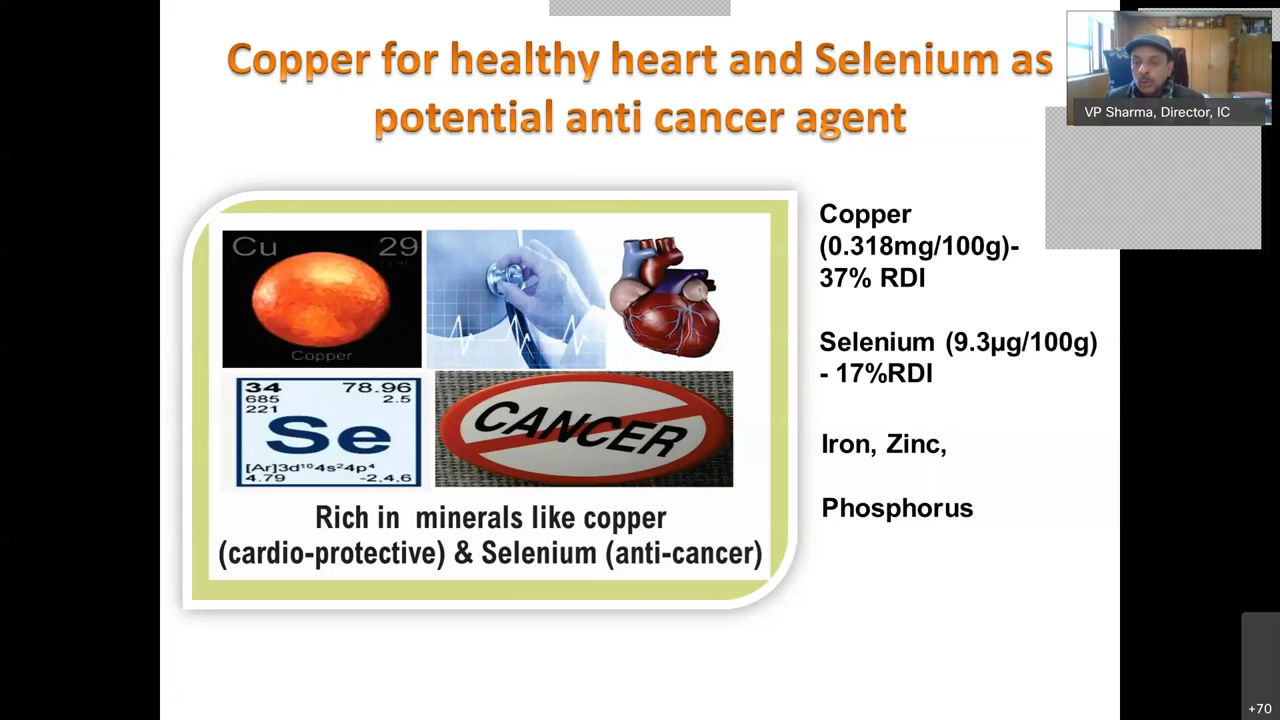 Copper for healthy heart and Selenium as
potential anti cancer agent
VP Sharma, Director, IC
Cu 29
Copper
34 78.96
685 2.5
221
Se
[Ar]3d¹⁰4s²4p⁴
4.79 -2,4,6
CANCER
Rich in minerals like copper
(cardio-protective) & Selenium (anti-cancer)
Copper
(0.318mg/100g)-
37% RDI
Selenium (9.3µg/100g)
- 17%RDI
Iron, Zinc,
Phosphorus
+70